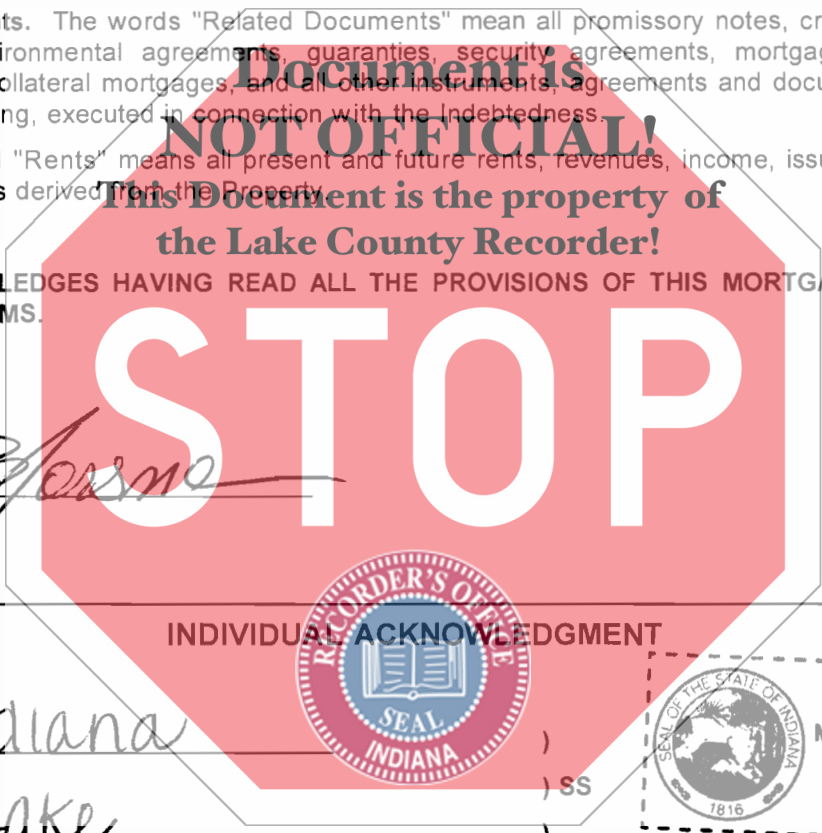 ts. The words "Related Documents" mean all promissory notes, cr
ironmental agreements, guaranties, security agreements, mortga
ollateral mortgages, and all other instruments, agreements and docu
ng, executed in connection with the Indebtedness.
Document is
NOT OFFICIAL!
"Rents" means all present and future rents, revenues, income, issu
s derived from the Property.
This Document is the property of
the Lake County Recorder!
LEDGES HAVING READ ALL THE PROVISIONS OF THIS MORTGA
MS.
STOP
INDIVIDUAL ACKNOWLEDGMENT
RECORDER'S OFFICE
SEAL
INDIANA
diana
)
) SS
ake
)
SEAL OF THE STATE OF INDIANA
1816